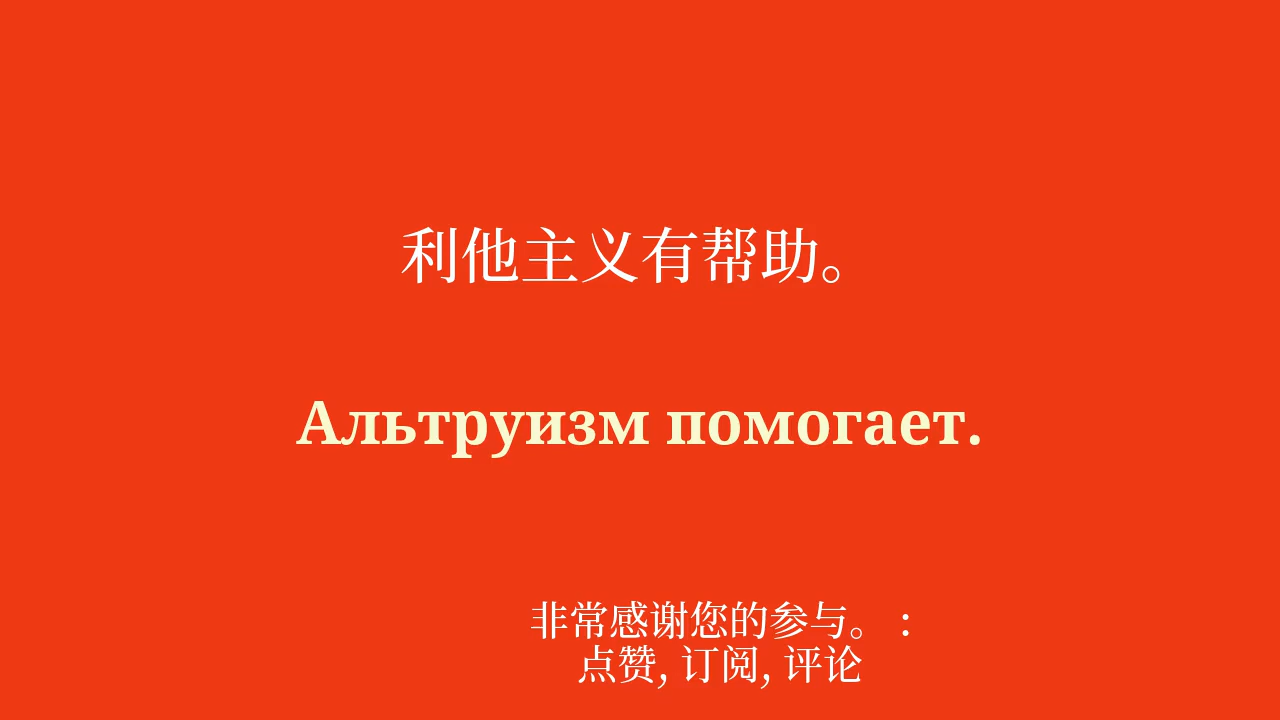 利他主义有帮助。
Альтруизм помогает.
非常感谢您的参与。 :
点赞, 订阅, 评论